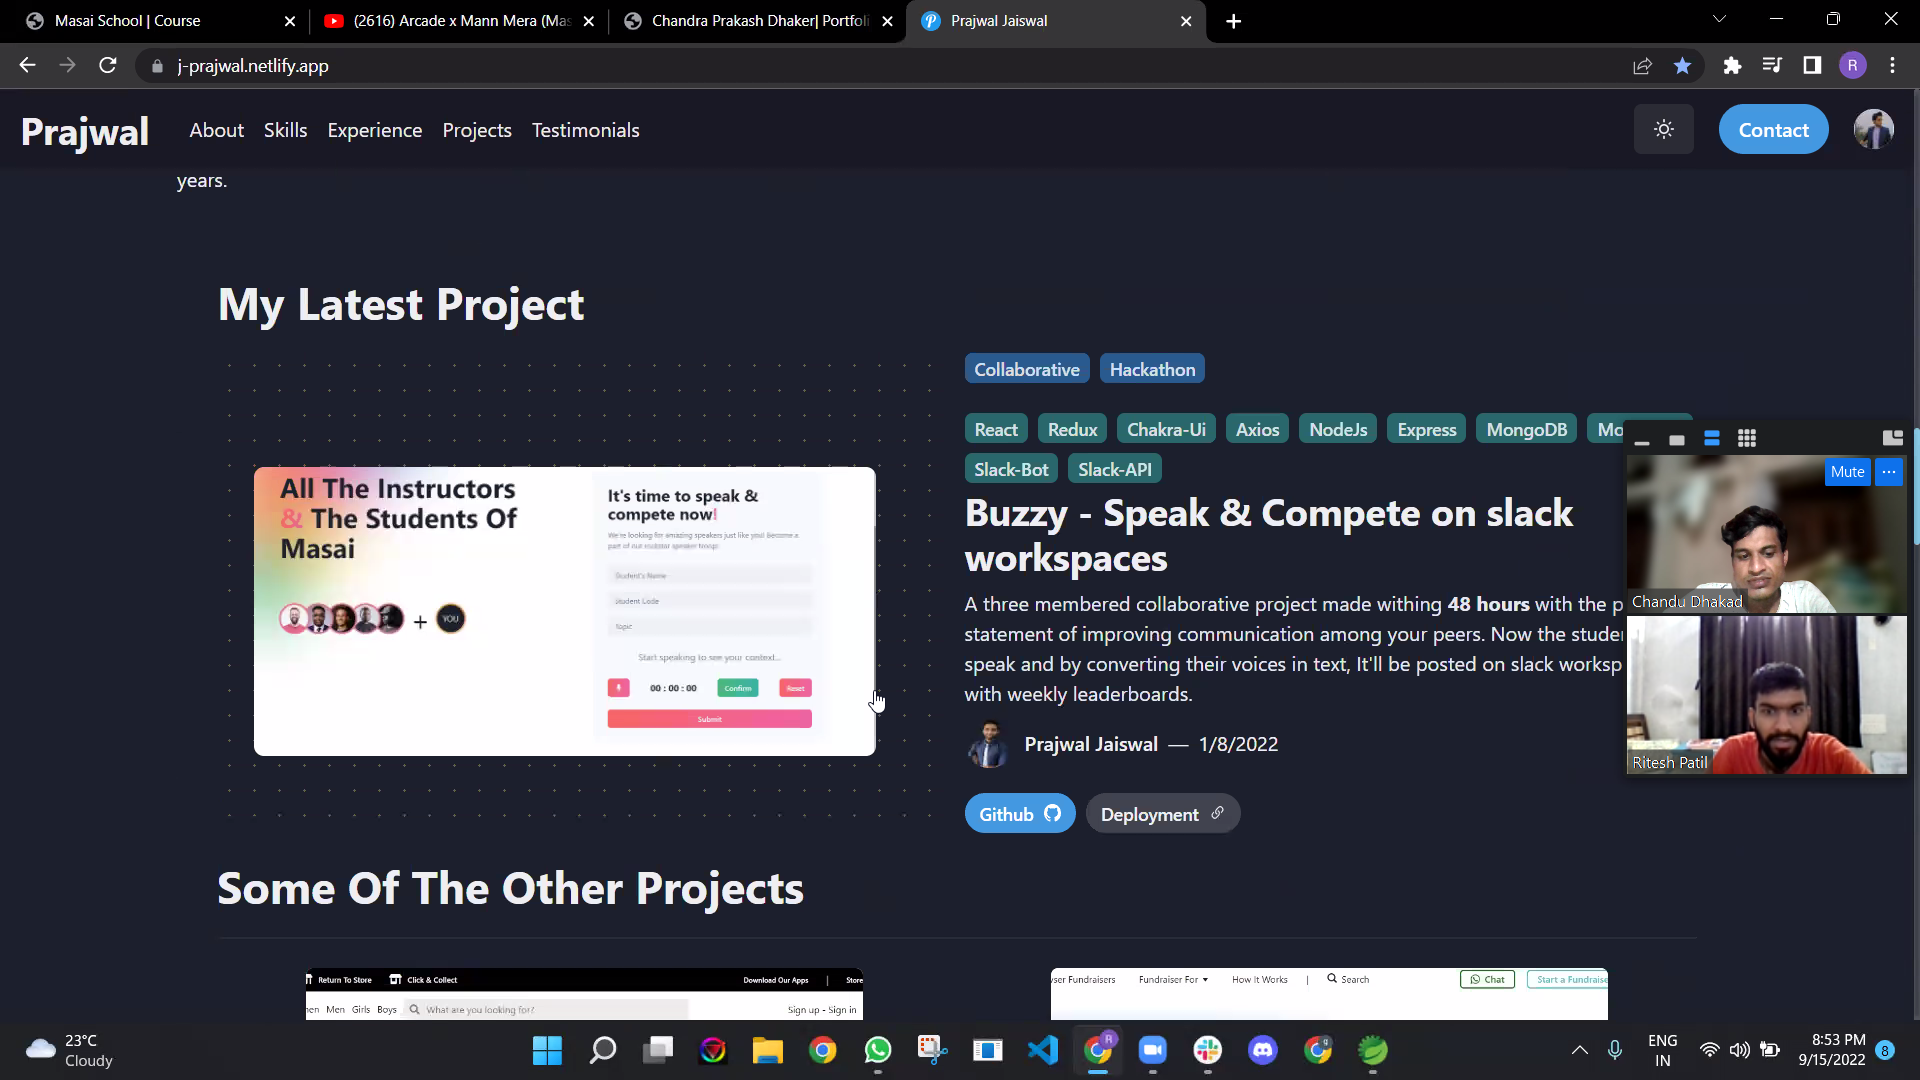 Masai School | Course
(2616) Arcade x Mann Mera (Mas
Chandra Prakash Dhaker| Portfoli
Prajwal Jaiswal
j-prajwal.netlify.app
R
Prajwal
About
Skills
Experience
Projects
Testimonials
Contact
years.
My Latest Project
Collaborative
Hackathon
React
Redux
Chakra-Ui
Axios
NodeJs
Express
MongoDB
Mo
Slack-Bot
Slack-API
All The Instructors
& The Students Of
Masai
YOU
It's time to speak &
compete now!
We're looking for amazing speakers just like you! Become a
part of our rockstar speaker troop!
Student's Name
Student Code
Topic
Start speaking to see your context...
00 : 00 : 00
Confirm
Reset
Submit
Buzzy - Speak & Compete on slack
workspaces
A three membered collaborative project made withing 48 hours with the p
statement of improving communication among your peers. Now the studer
speak and by converting their voices in text, It'll be posted on slack worksp
with weekly leaderboards.
Prajwal Jaiswal — 1/8/2022
Github
Deployment
Mute
Chandu Dhakad
Ritesh Patil
Some Of The Other Projects
Return To Store
Click & Collect
Download Our Apps
|
Store
Men
Girls
Boys
What are you looking for?
Sign up - Sign in
wser Fundraisers
Fundraiser For
How It Works
|
Search
Chat
Start a Fundraise
23°C
Cloudy
ENG
IN
8:53 PM
9/15/2022
8